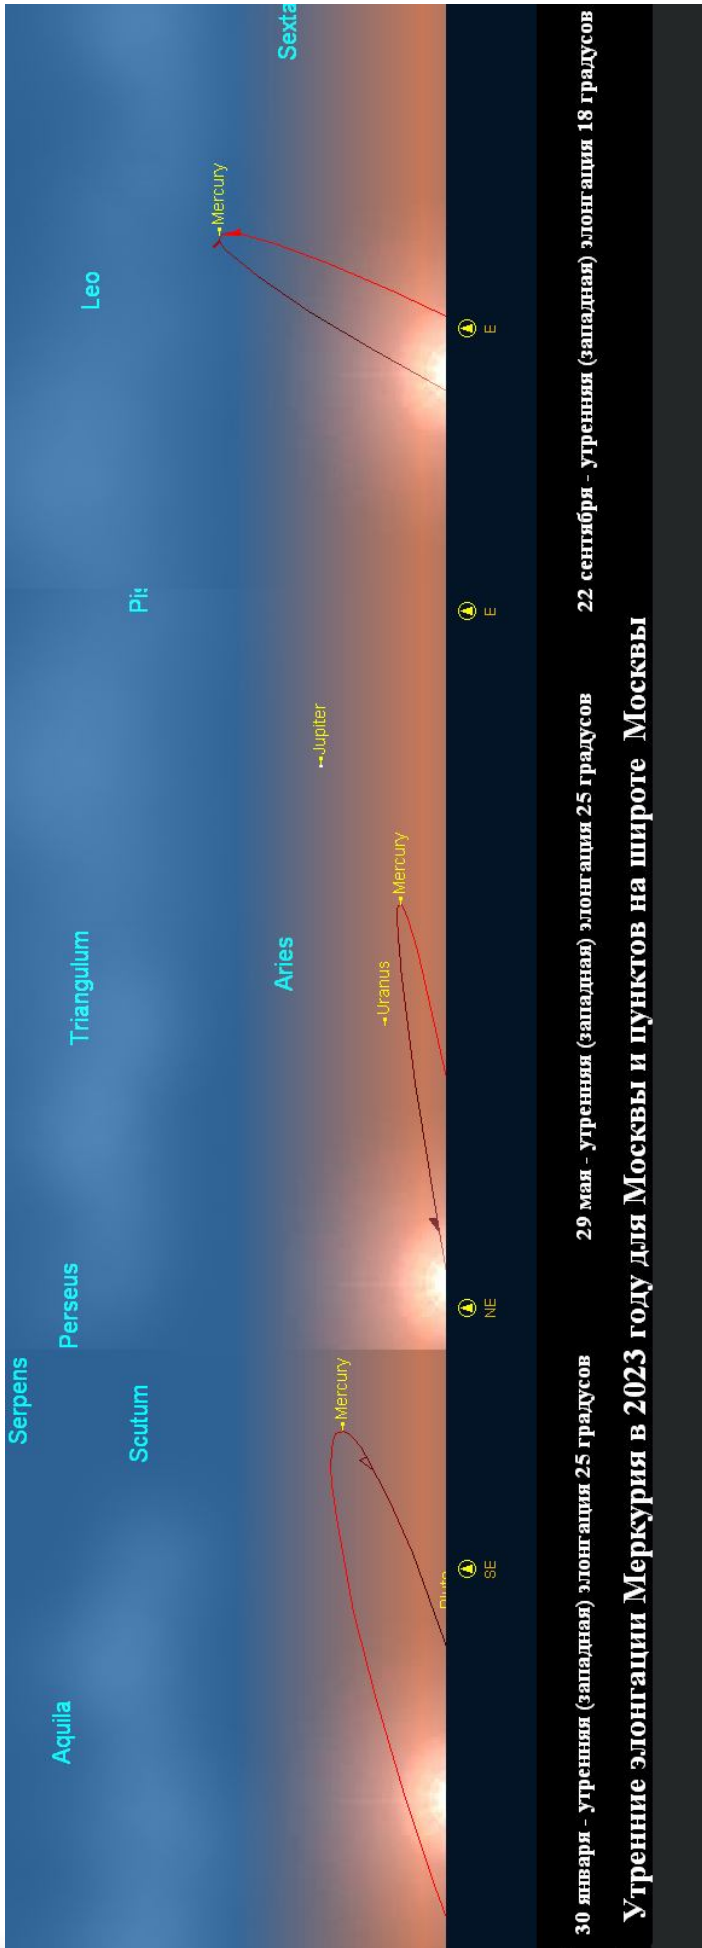 Serpens
Aquila
Perseus
Triangulum
Leo
Scutum
Pis
Mercury
Aries
Sexta
Jupiter
Mercury
Uranus
Mercury
Pluto
SE NE E E
30 января - утренняя (западная) элонгация 25 градусов
29 мая - утренняя (западная) элонгация 25 градусов
22 сентября - утренняя (западная) элонгация 18 градусов
Утренние элонгации Меркурия в 2023 году для Москвы и пунктов на широте Москвы